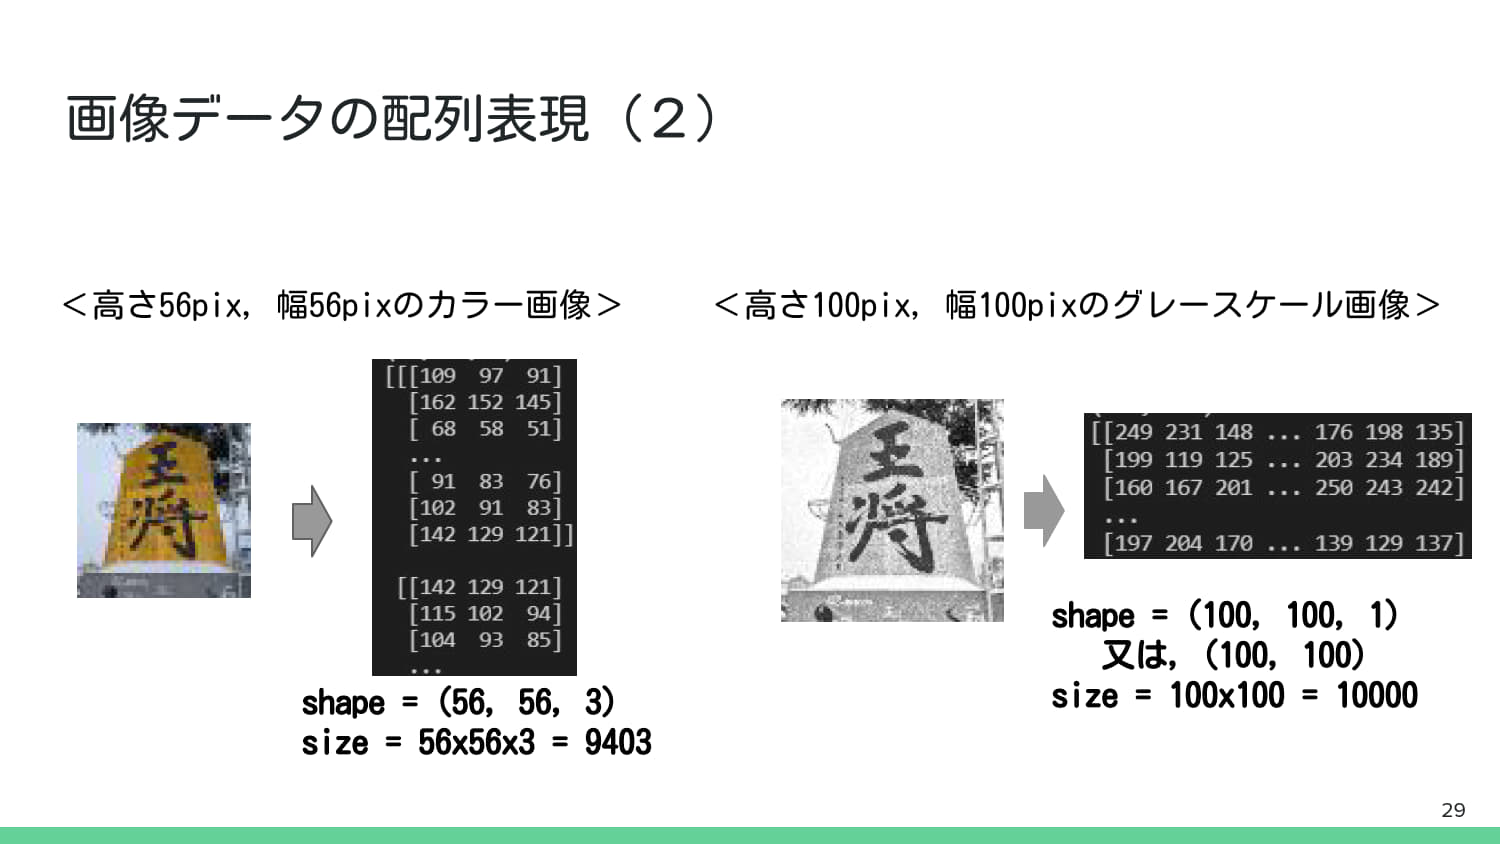 画像データの配列表現（２）
＜高さ56pix, 幅56pixのカラー画像＞
王
将
[[[109  97  91]
[162 152 145]
[ 68  58  51]
...
[ 91  83  76]
[102  91  83]
[142 129 121]]
[[142 129 121]
[115 102  94]
[104  93  85]
...
shape = (56, 56, 3)
size = 56x56x3 = 9403
＜高さ100pix, 幅100pixのグレースケール画像＞
王
将
[[249 231 148 ... 176 198 135]
[199 119 125 ... 203 234 189]
[160 167 201 ... 250 243 242]
...
[197 204 170 ... 139 129 137]
shape = (100, 100, 1)
又は, (100, 100)
size = 100x100 = 10000
29